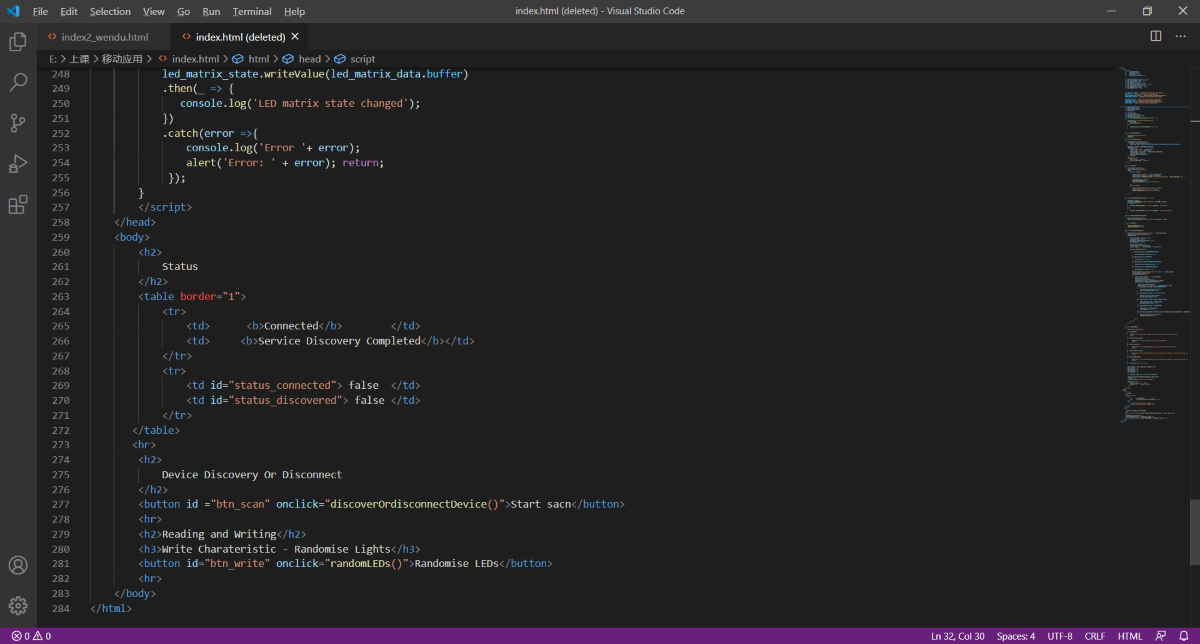 File Edit Selection View Go Run Terminal Help index.html (deleted) - Visual Studio Code
index2_wendu.html index.html (deleted)
E: > 上课 > 移动应用 > index.html > html > head > script
248 led_matrix_state.writeValue(led_matrix_data.buffer)
249 .then(_ => {
250 console.log('LED matrix state changed');
251 })
252 .catch(error =>{
253 console.log('Error '+ error);
254 alert('Error: ' + error); return;
255 });
256 }
257 </script>
258 </head>
259 <body>
260 <h2>
261 Status
262 </h2>
263 <table border="1">
264 <tr>
265 <td> <b>Connected</b> </td>
266 <td> <b>Service Discovery Completed</b></td>
267 </tr>
268 <tr>
269 <td id="status_connected"> false </td>
270 <td id="status_discovered"> false </td>
271 </tr>
272 </table>
273 <hr>
274 <h2>
275 Device Discovery Or Disconnect
276 </h2>
277 <button id ="btn_scan" onclick="discoverOrdisconnectDevice()">Start sacn</button>
278 <hr>
279 <h2>Reading and Writing</h2>
280 <h3>Write Charateristic - Randomise Lights</h3>
281 <button id="btn_write" onclick="randomLEDs()">Randomise LEDs</button>
282 <hr>
283 </body>
284 </html>
0 0 Ln 32, Col 30 Spaces: 4 UTF-8 CRLF HTML